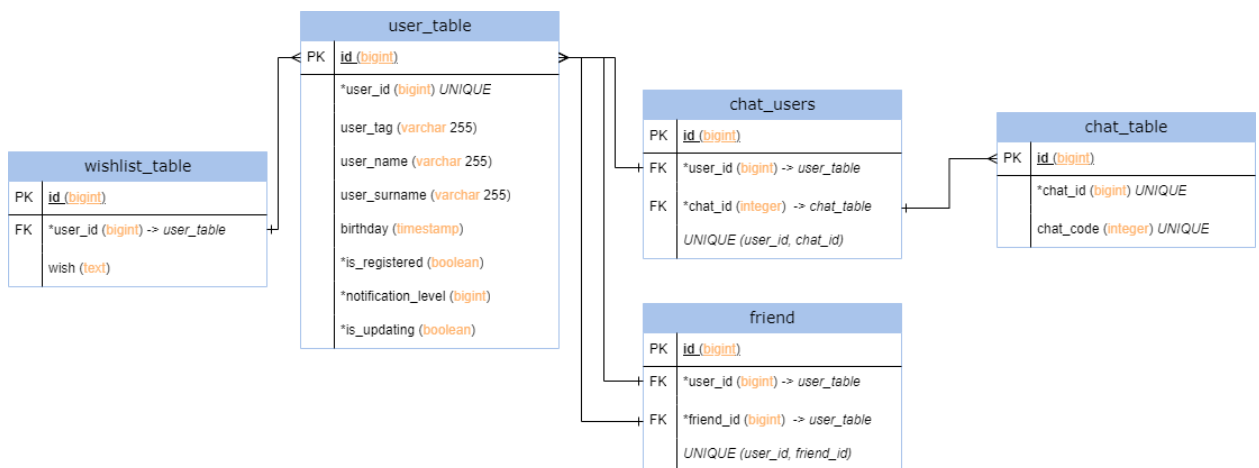 user_table
PK id (bigint)
*user_id (bigint) UNIQUE
user_tag (varchar 255)
user_name (varchar 255)
user_surname (varchar 255)
birthday (timestamp)
*is_registered (boolean)
*notification_level (bigint)
*is_updating (boolean)
wishlist_table
PK id (bigint)
FK *user_id (bigint) -> user_table
wish (text)
chat_users
PK id (bigint)
FK *user_id (bigint) -> user_table
FK *chat_id (integer) -> chat_table
UNIQUE (user_id, chat_id)
chat_table
PK id (bigint)
*chat_id (bigint) UNIQUE
chat_code (integer) UNIQUE
friend
PK id (bigint)
FK *user_id (bigint) -> user_table
FK *friend_id (bigint) -> user_table
UNIQUE (user_id, friend_id)